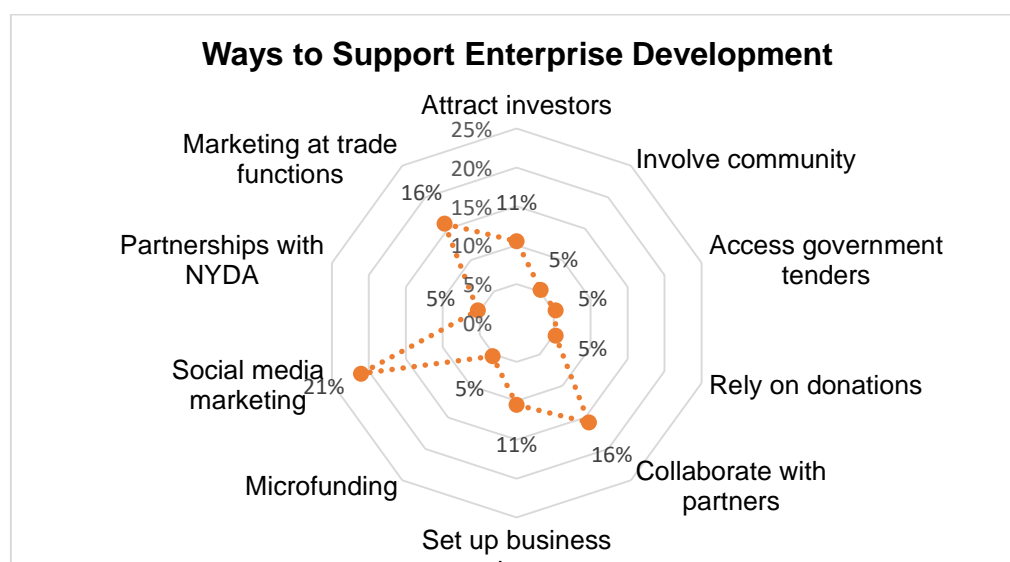 Ways to Support Enterprise Development
Attract investors
25%
Marketing at trade
functions
Involve community
20%
16%
15%
11%
Partnerships with
NYDA
Access government
tenders
10%
5%
5%
5%
5%
0%
5%
Social media
marketing
21%
Rely on donations
5%
11%
16%
Collaborate with
partners
Microfunding
Set up business